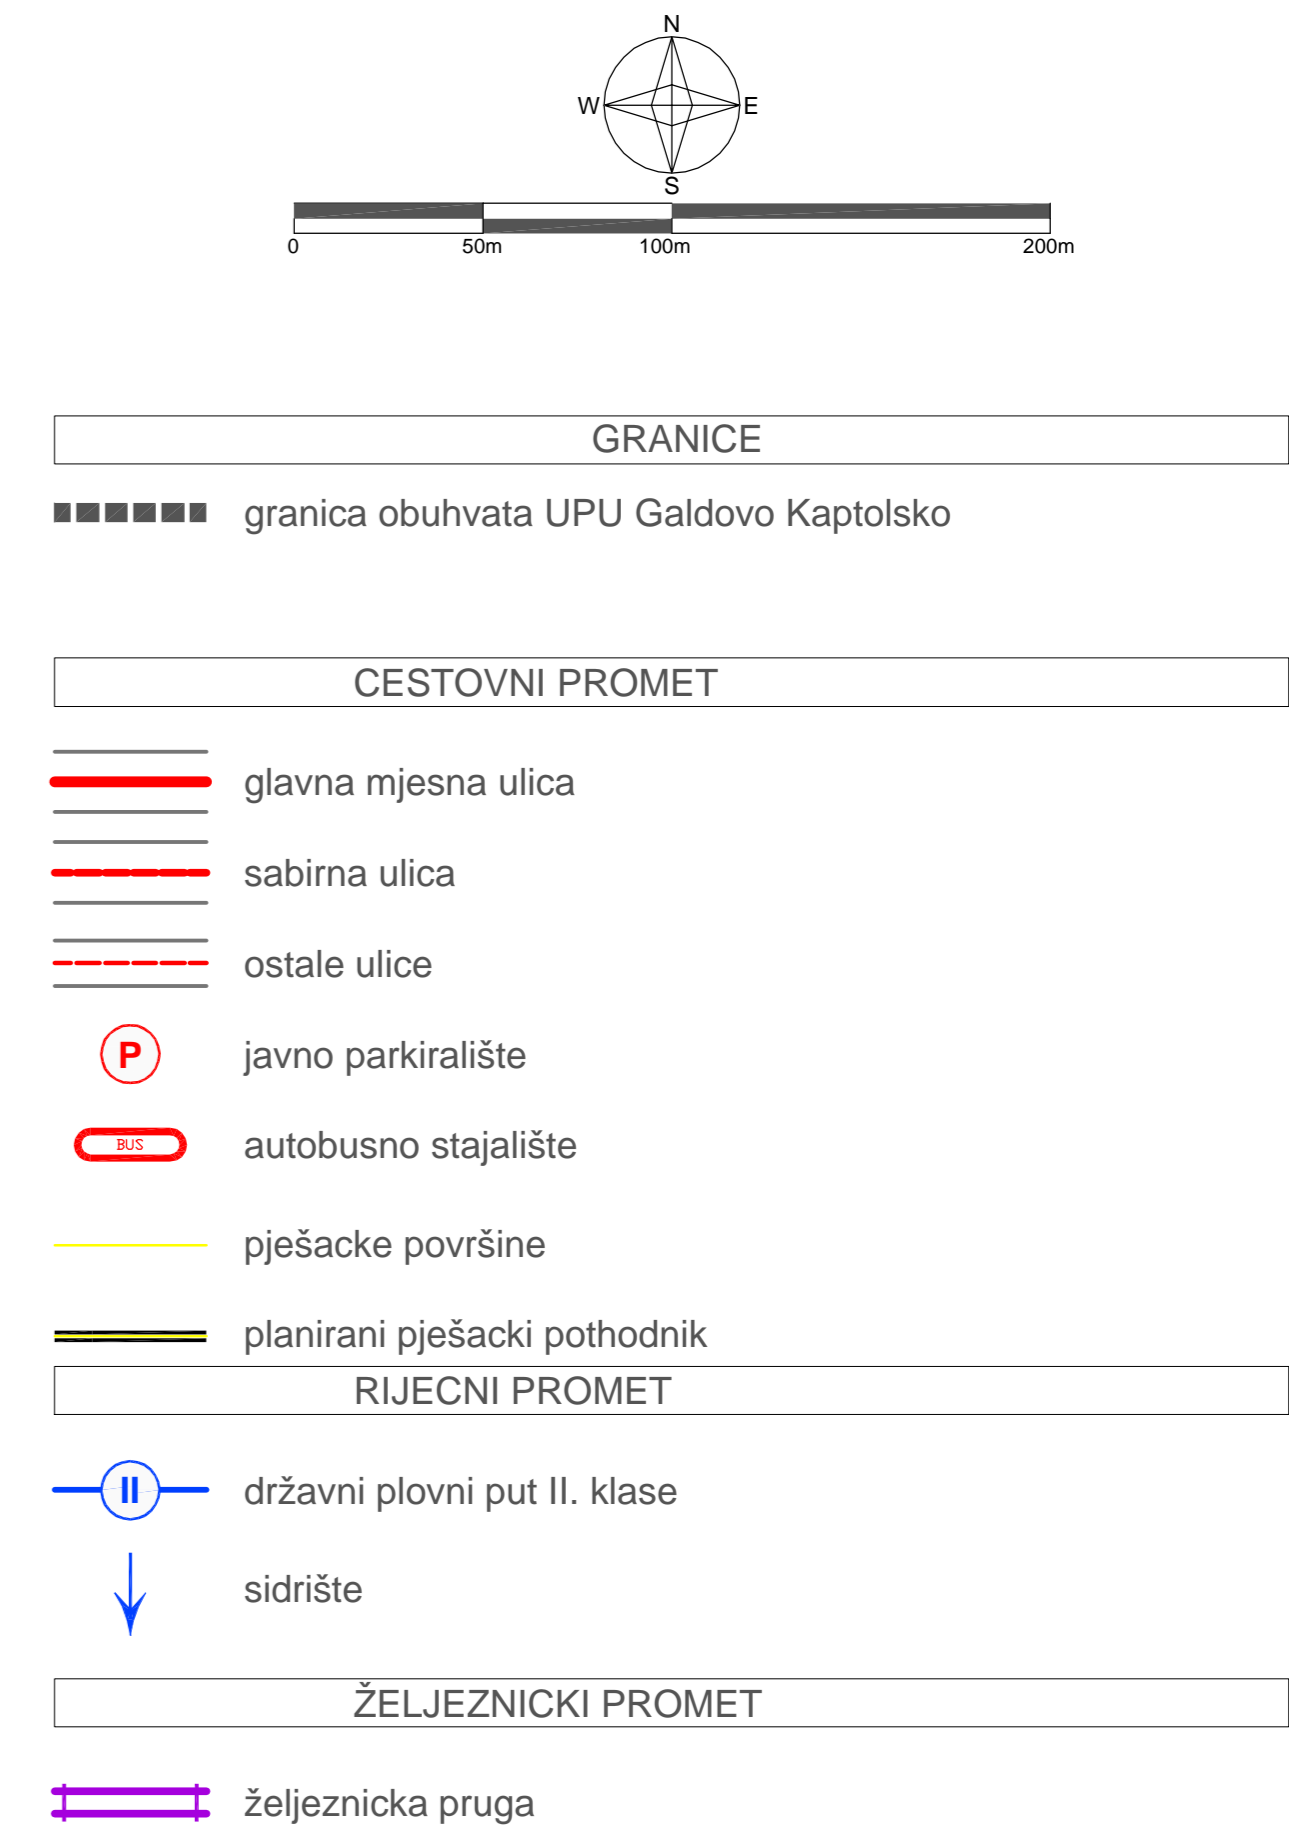 N
W E
S
0 50m 100m 200m
GRANICE
granica obuhvata UPU Galdovo Kaptolsko
CESTOVNI PROMET
glavna mjesna ulica
sabirna ulica
ostale ulice
P javno parkiralište
BUS autobusno stajalište
pješacke površine
planirani pješacki pothodnik
RIJECNI PROMET
II državni plovni put II. klase
sidrište
ŽELJEZNICKI PROMET
željeznicka pruga